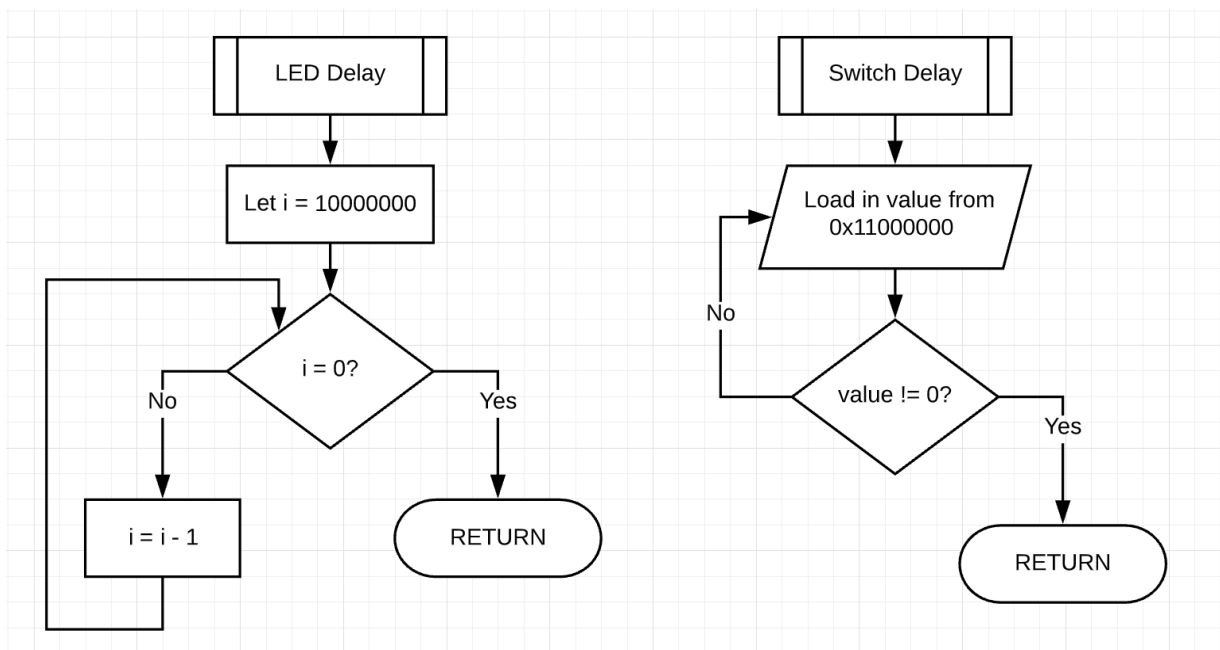 LED Delay
Let i = 10000000
i = 0?
No
Yes
i = i - 1
RETURN
Switch Delay
Load in value from
0x11000000
No
value != 0?
Yes
RETURN